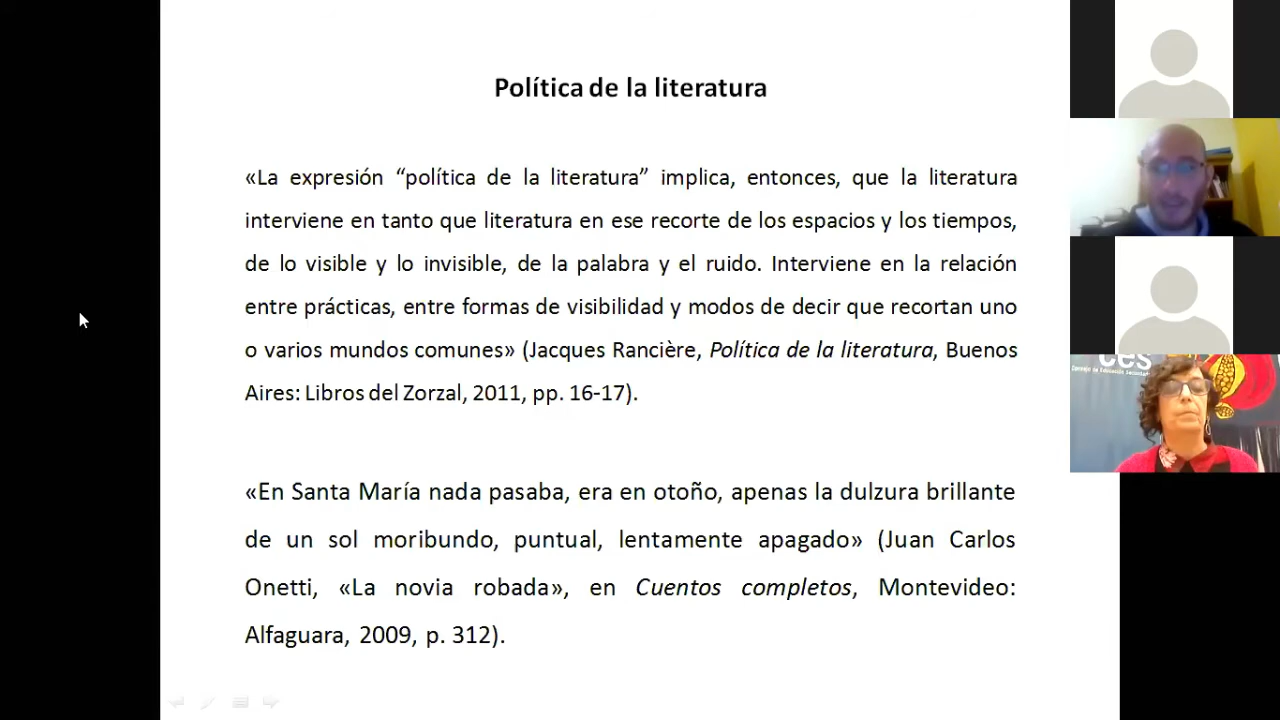 Política de la literatura
«La expresión “política de la literatura” implica, entonces, que la literatura
interviene en tanto que literatura en ese recorte de los espacios y los tiempos,
de lo visible y lo invisible, de la palabra y el ruido. Interviene en la relación
entre prácticas, entre formas de visibilidad y modos de decir que recortan uno
o varios mundos comunes» (Jacques Rancière, Política de la literatura, Buenos
Aires: Libros del Zorzal, 2011, pp. 16-17).
«En Santa María nada pasaba, era en otoño, apenas la dulzura brillante
de un sol moribundo, puntual, lentamente apagado» (Juan Carlos
Onetti, «La novia robada», en Cuentos completos, Montevideo:
Alfaguara, 2009, p. 312).
ces
Consejo de Educación Secundaria